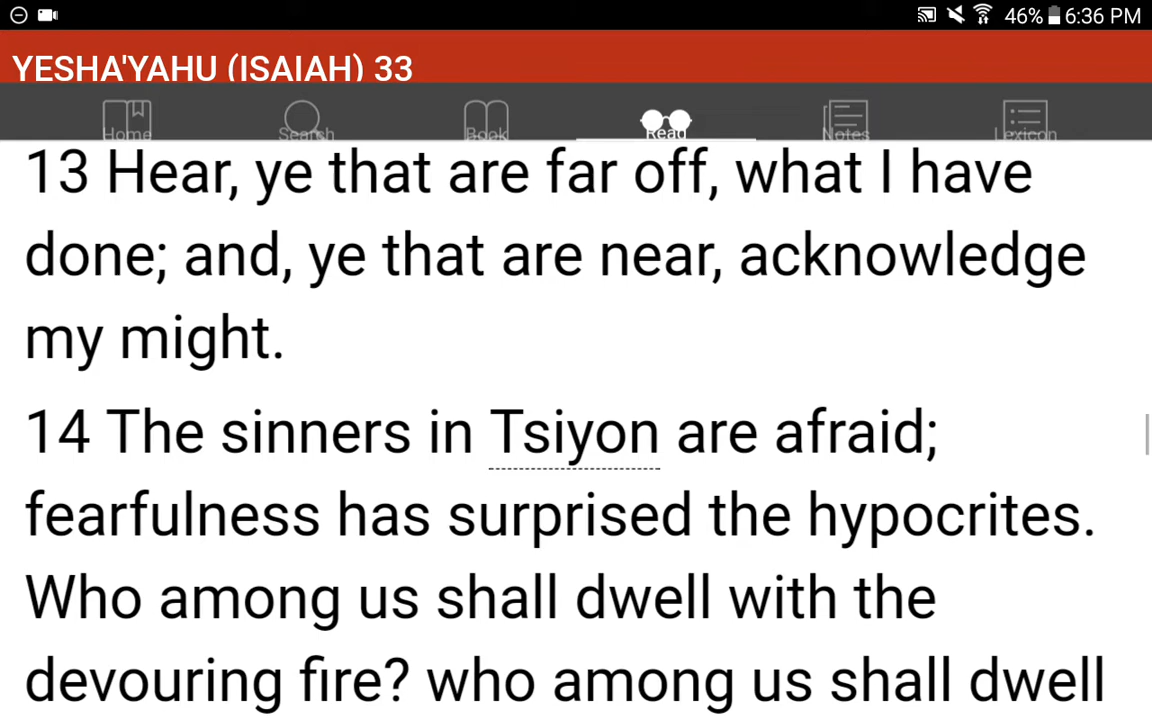 46% 6:36 PM
YESHA'YAHU (ISAIAH) 33
Home Search Book Read Notes Lexicon
13 Hear, ye that are far off, what I have
done; and, ye that are near, acknowledge
my might.
14 The sinners in Tsiyon are afraid;
fearfulness has surprised the hypocrites.
Who among us shall dwell with the
devouring fire? who among us shall dwell